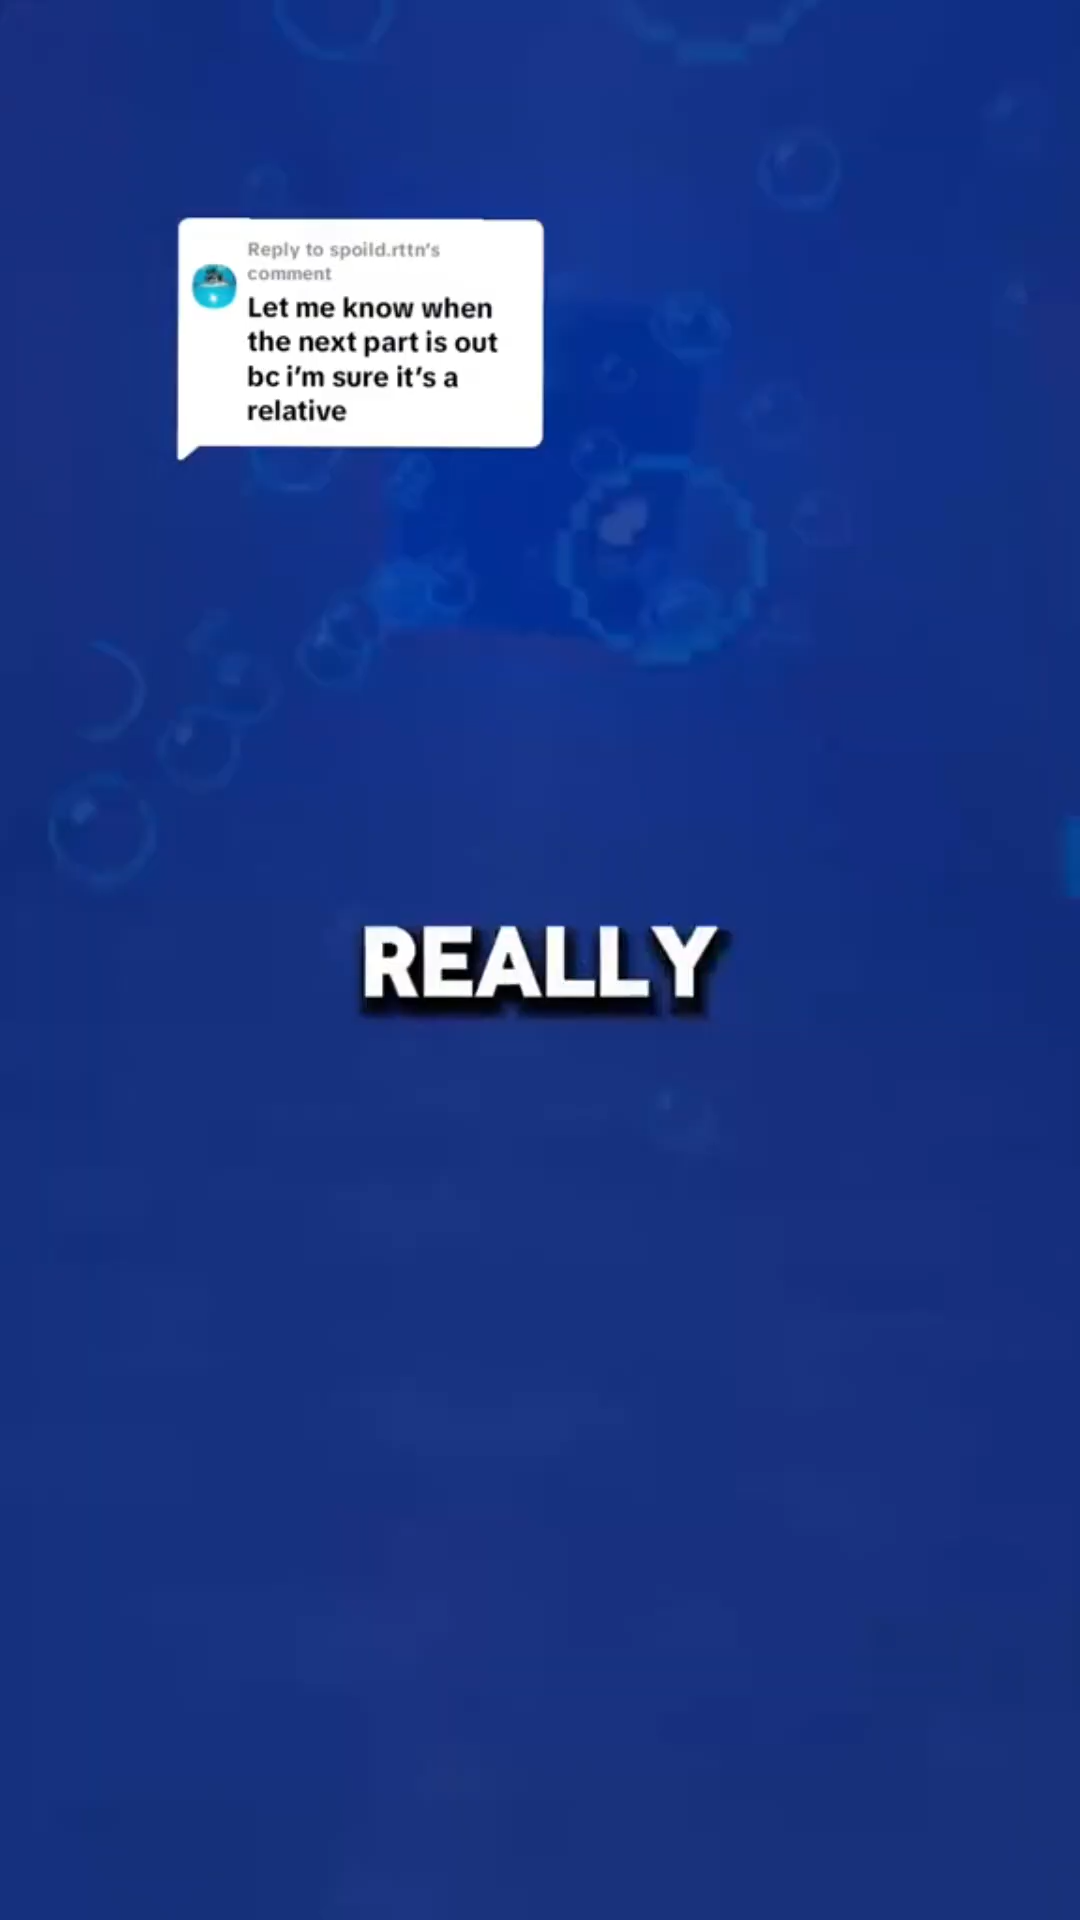 Reply to spoild.rttn's
comment
Let me know when
the next part is out
bc i'm sure it's a
relative
REALLY